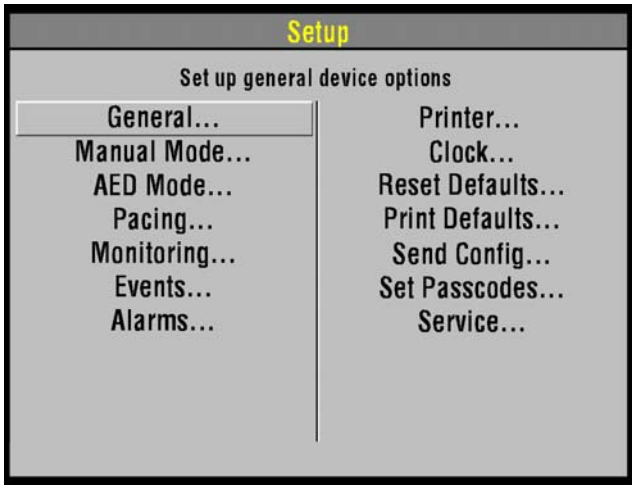 Setup
Set up general device options
General...
Manual Mode...
AED Mode...
Pacing...
Monitoring...
Events...
Alarms...
Printer...
Clock...
Reset Defaults...
Print Defaults...
Send Config...
Set Passcodes...
Service...